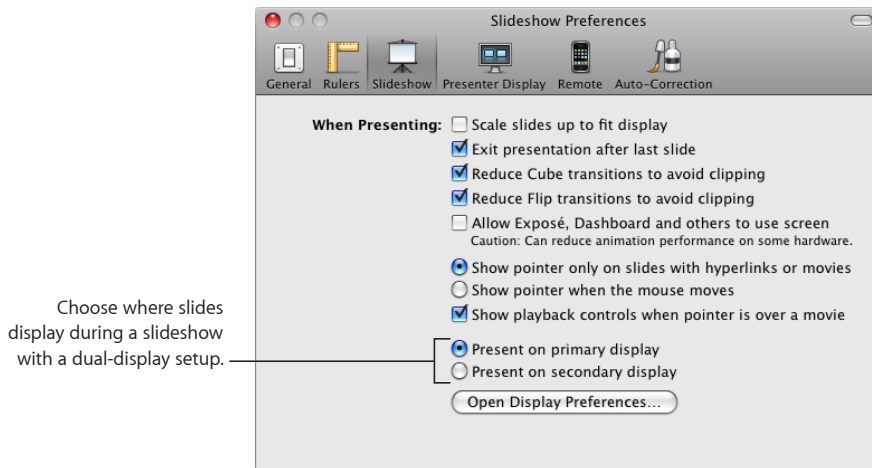 Slideshow Preferences
General Rulers Slideshow Presenter Display Remote Auto-Correction
When Presenting: Scale slides up to fit display
Exit presentation after last slide
Reduce Cube transitions to avoid clipping
Reduce Flip transitions to avoid clipping
Allow Exposé, Dashboard and others to use screen
Caution: Can reduce animation performance on some hardware.
Show pointer only on slides with hyperlinks or movies
Show pointer when the mouse moves
Show playback controls when pointer is over a movie
Choose where slides
display during a slideshow
with a dual-display setup.
Present on primary display
Present on secondary display
Open Display Preferences...